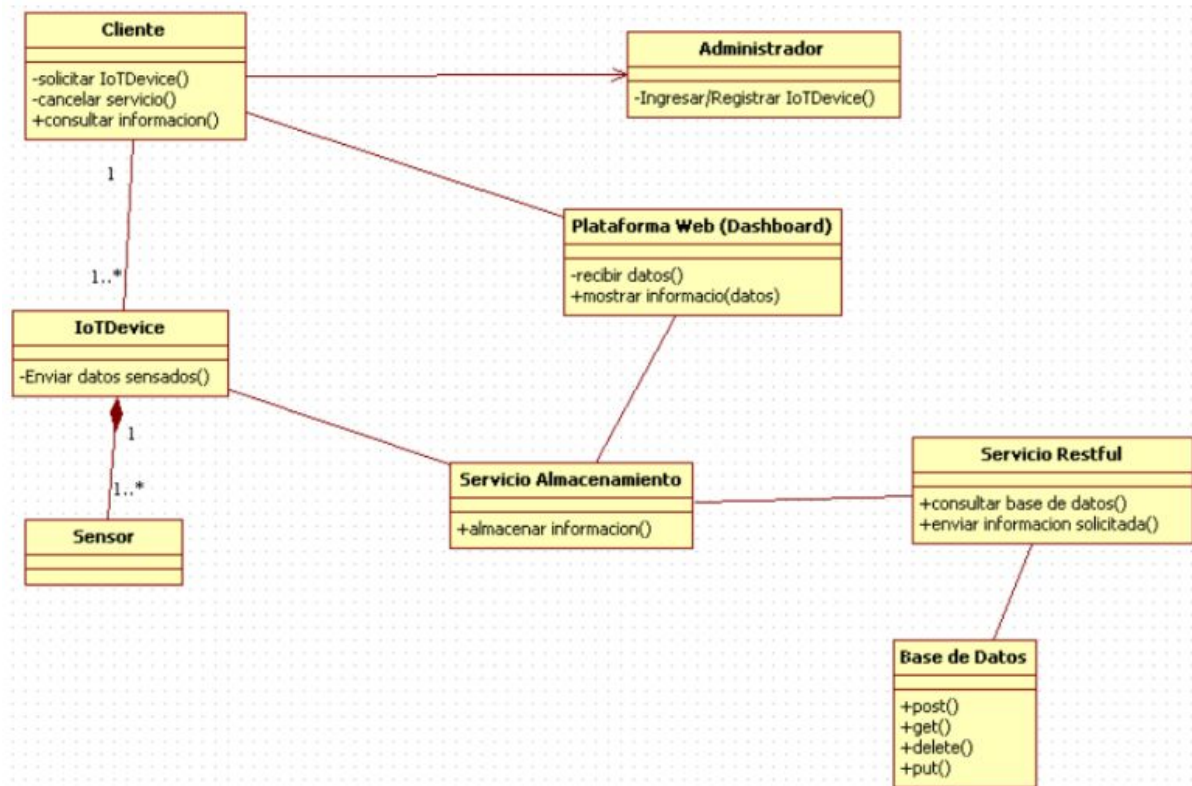 Cliente
-solicitar IoTDevice()
-cancelar servicio()
+consultar informacion()
Administrador
-Ingresar/Registrar IoTDevice()
1
1..*
Plataforma Web (Dashboard)
-recibir datos()
+mostrar informacio(datos)
IoTDevice
-Enviar datos sensados()
1
1..*
Sensor
Servicio Almacenamiento
+almacenar informacion()
Servicio Restful
+consultar base de datos()
+enviar informacion solicitada()
Base de Datos
+post()
+get()
+delete()
+put()